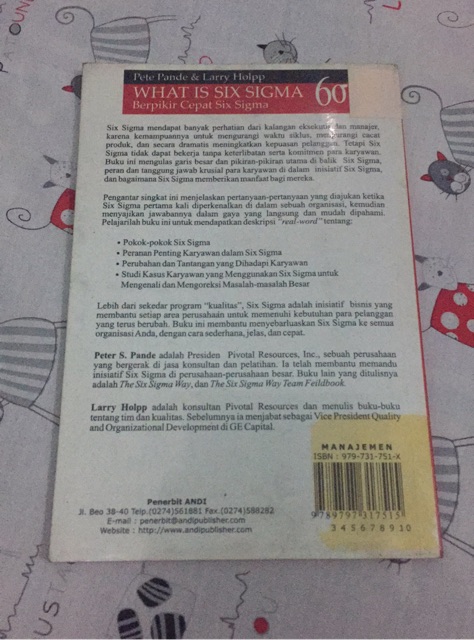 Pete Pande & Larry Holpp
WHAT IS SIX SIGMA 6σ
Berpikir Cepat Six Sigma
Six Sigma mendapat banyak perhatian dari kalangan eksekutif dan manajer,
karena kemampuannya untuk mengurangi waktu siklus, mengurangi cacat
produk, dan secara dramatis meningkatkan kepuasan pelanggan. Tetapi Six
Sigma tidak dapat bekerja tanpa keterlibatan serta komitmen para karyawan.
Buku ini mengulas garis besar dan pikiran-pikiran utama di balik Six Sigma,
peran dan tanggung jawab krusial para karyawan di dalam inisiatif Six Sigma,
dan bagaimana Six Sigma memberikan manfaat bagi mereka.
Pengantar singkat ini menjelaskan pertanyaan-pertanyaan yang diajukan ketika
Six Sigma pertama kali diperkenalkan di dalam sebuah organisasi, kemudian
menyajikan jawabannya dalam gaya yang langsung dan mudah dipahami.
Pelajarilah buku ini untuk mendapatkan deskripsi "real-word" tentang:
• Pokok-pokok Six Sigma
• Peranan Penting Karyawan dalam Six Sigma
• Perubahan dan Tantangan yang Dihadapi Karyawan
• Studi Kasus Karyawan yang Menggunakan Six Sigma untuk
Mengenali dan Mengoreksi Masalah-masalah Besar
Lebih dari sekedar program "kualitas", Six Sigma adalah inisiatif bisnis yang
membantu setiap area perusahaan untuk memenuhi kebutuhan para pelanggan
yang terus berubah. Buku ini membantu menyebarluaskan Six Sigma ke semua
organisasi Anda, dengan cara sederhana, jelas, dan cepat.
Peter S. Pande adalah Presiden Pivotal Resources, Inc., sebuah perusahaan
yang bergerak di jasa konsultan dan pelatihan. Ia telah membantu memandu
inisiatif Six Sigma di perusahaan-perusahaan besar. Buku lain yang ditulisnya
adalah The Six Sigma Way, dan The Six Sigma Way Team Feildbook.
Larry Holpp adalah konsultan Pivotal Resources dan menulis buku-buku
tentang tim dan kualitas. Sebelumnya ia menjabat sebagai Vice President Quality
and Organizational Development di GE Capital.
MANAJEMEN
ISBN : 979-731-751-X
9 789797 317515
3 4 5 6 7 8 9 10
Penerbit ANDI
Jl. Beo 38-40 Telp.(0274)561881 Fax.(0274)588282
E-mail : penerbit@andipublisher.com
Website : http://www.andipublisher.com